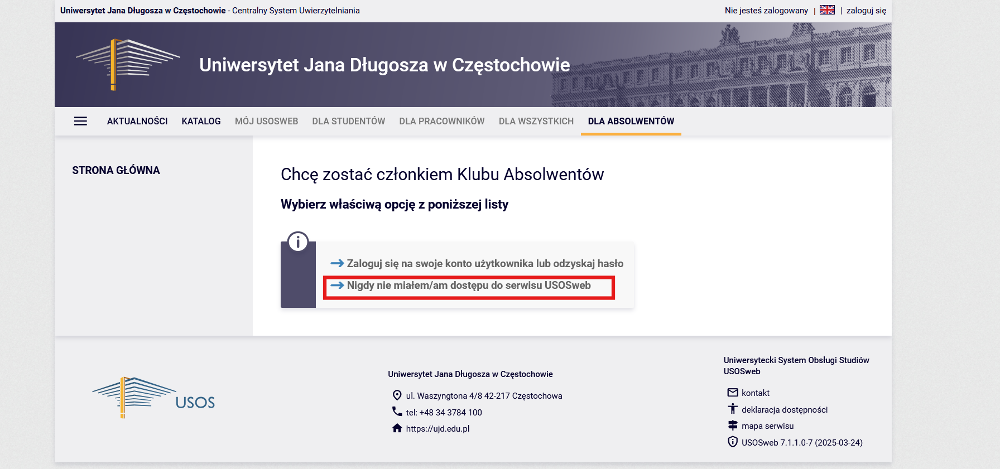 Uniwersytet Jana Długosza w Częstochowie - Centralny System Uwierzytelniania
Nie jesteś zalogowany | | zaloguj się
Uniwersytet Jana Długosza w Częstochowie
AKTUALNOŚCI KATALOG MÓJ USOSWEB DLA STUDENTÓW DLA PRACOWNIKÓW DLA WSZYSTKICH DLA ABSOLWENTÓW
STRONA GŁÓWNA
Chcę zostać członkiem Klubu Absolwentów
Wybierz właściwą opcję z poniższej listy
Zaloguj się na swoje konto użytkownika lub odzyskaj hasło
Nigdy nie miałem/am dostępu do serwisu USOSweb
USOS
Uniwersytet Jana Długosza w Częstochowie
ul. Waszyngtona 4/8 42-217 Częstochowa
tel: +48 34 3784 100
https://ujd.edu.pl
Uniwersytecki System Obsługi Studiów
USOSweb
kontakt
deklaracja dostępności
mapa serwisu
USOSweb 7.1.1.0-7 (2025-03-24)